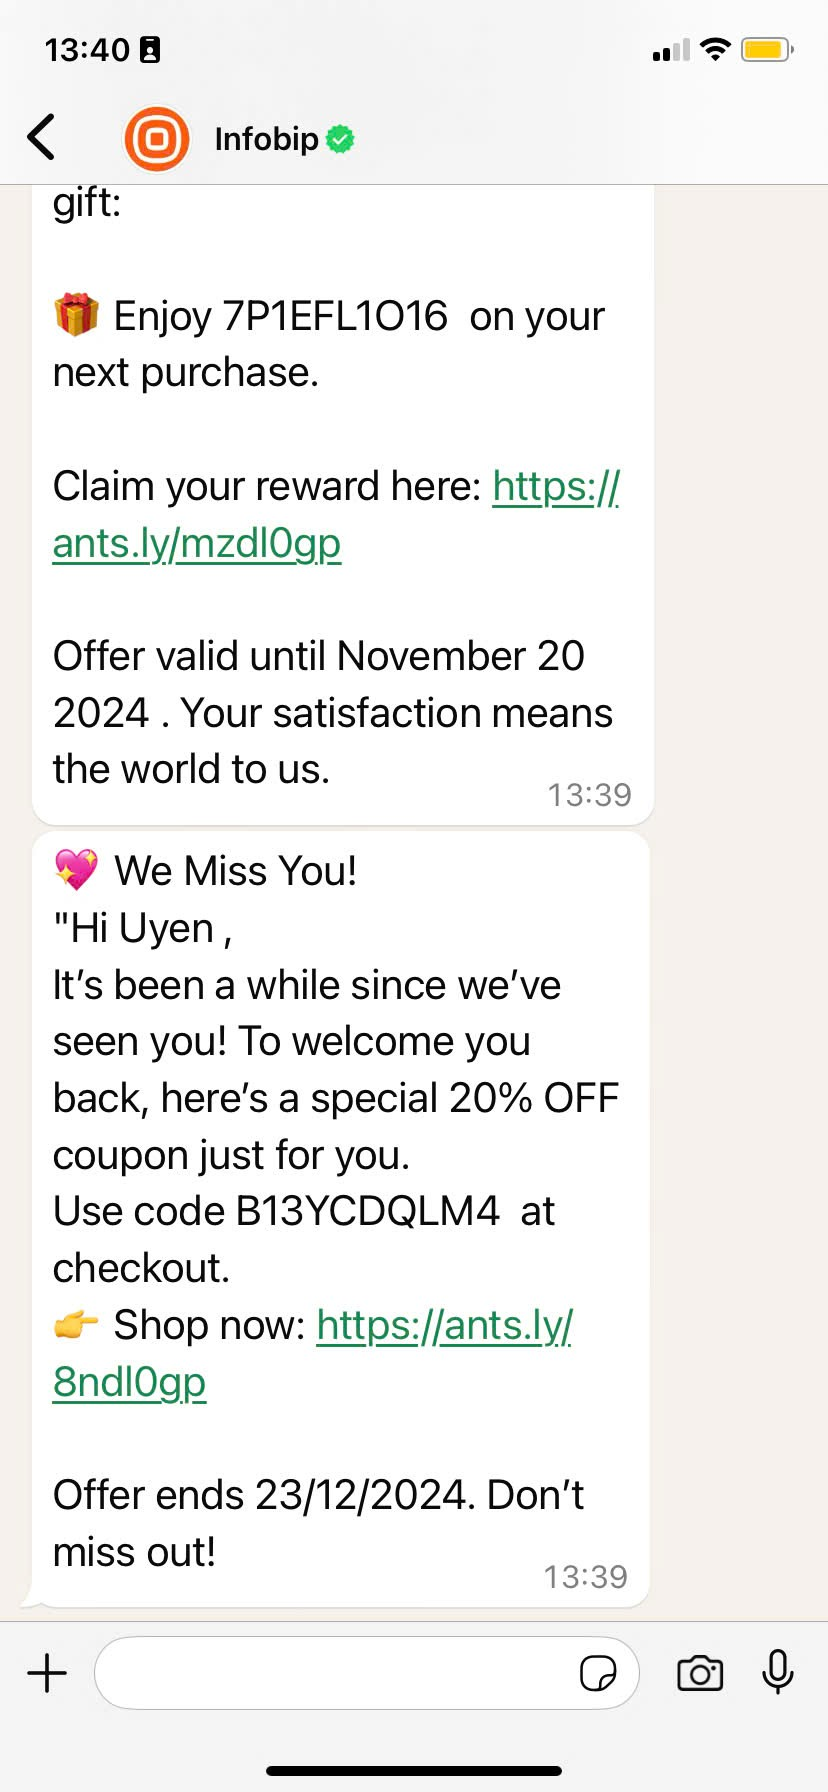 13:40
Infobip
gift:
🎁 Enjoy 7P1EFL1O16  on your
next purchase.
Claim your reward here: https://
ants.ly/mzdl0gp
Offer valid until November 20
2024 . Your satisfaction means
the world to us.
13:39
💖 We Miss You!
"Hi Uyen ,
It’s been a while since we’ve
seen you! To welcome you
back, here’s a special 20% OFF
coupon just for you.
Use code B13YCDQLM4  at
checkout.
👉 Shop now: https://ants.ly/
8ndl0gp
Offer ends 23/12/2024. Don’t
miss out!
13:39